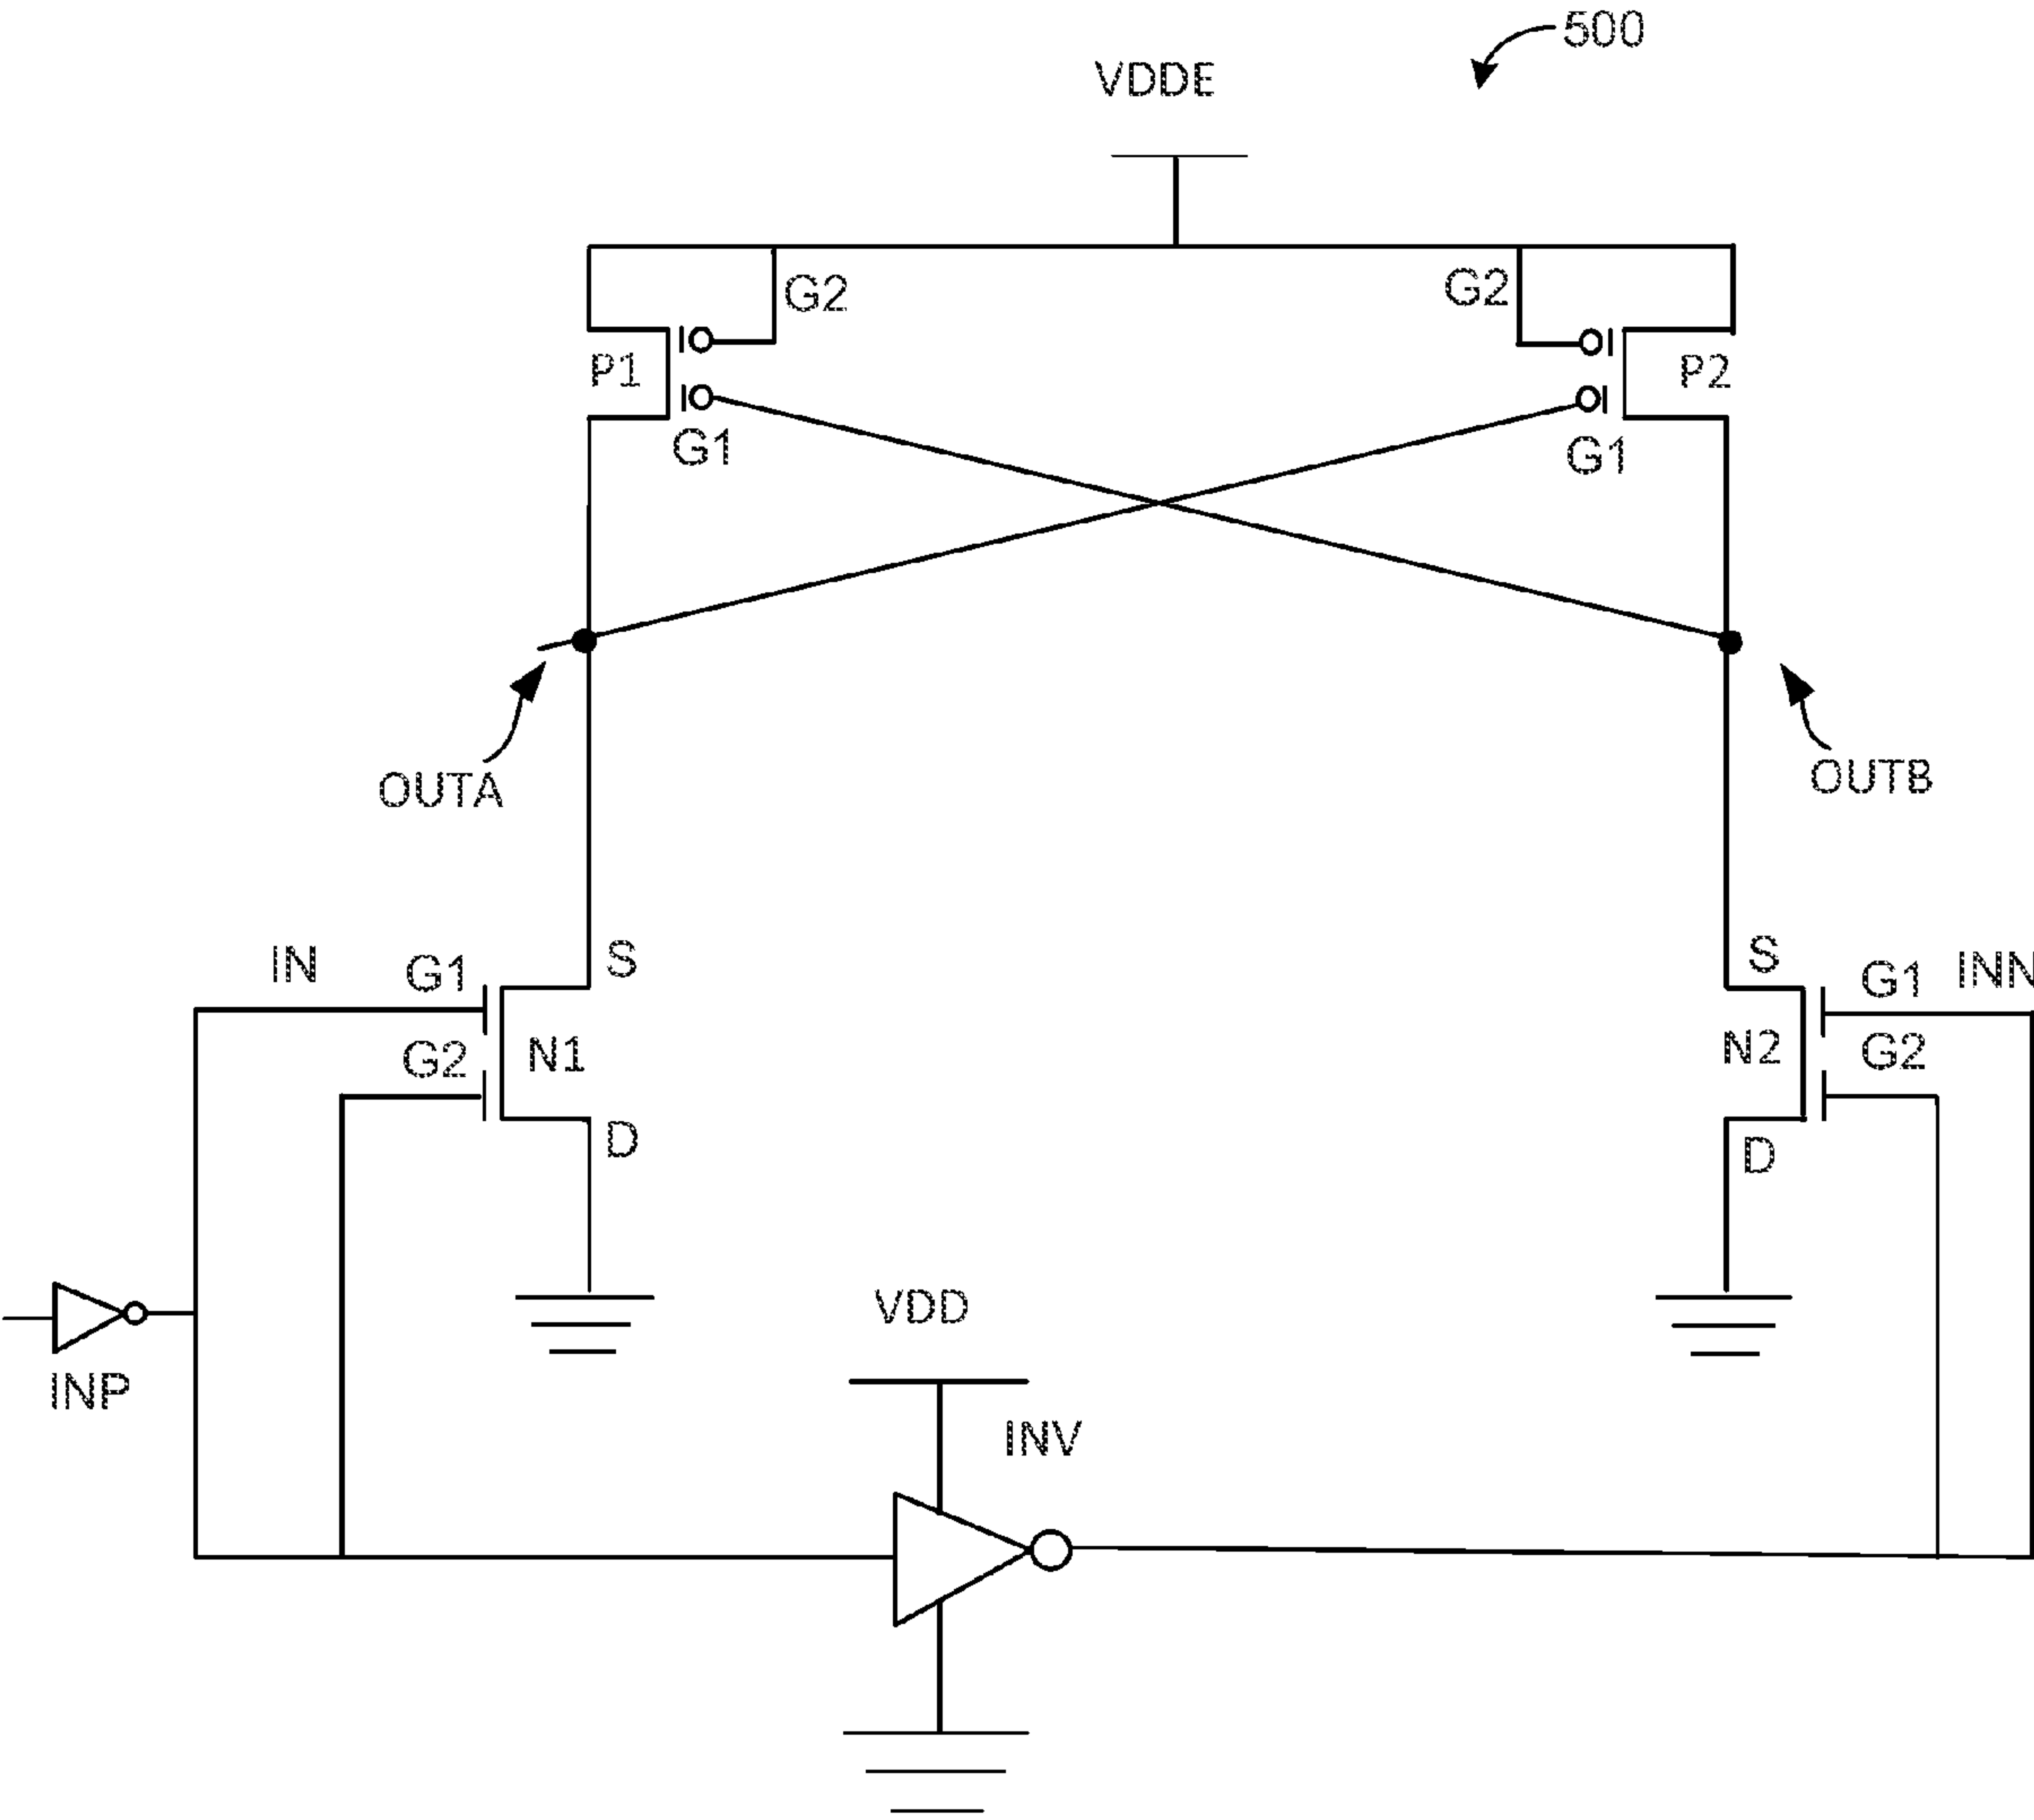 500
VDDE
G2
G2
P1
P2
G1
G1
OUTA
OUTB
IN
G1
S
S
G1
INN
G2
N1
N2
G2
D
D
VDD
INP
INV